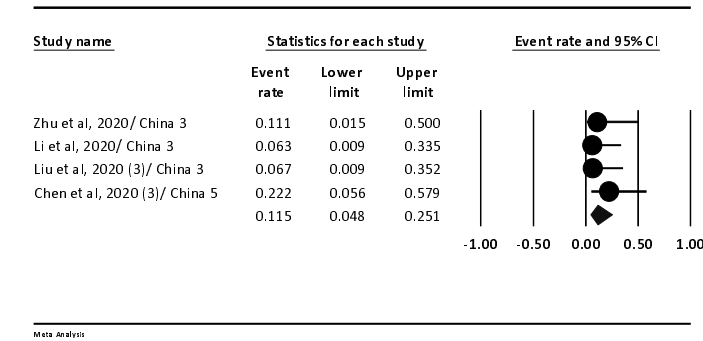 Study name Statistics for each study Event rate and 95% CI
Event Lower Upper
rate limit limit
Zhu et al, 2020/ China 3 0.111 0.015 0.500
Li et al, 2020/ China 3 0.063 0.009 0.335
Liu et al, 2020 (3)/ China 3 0.067 0.009 0.352
Chen et al, 2020 (3)/ China 5 0.222 0.056 0.579
0.115 0.048 0.251
-1.00 -0.50 0.00 0.50 1.00
Meta Analysis